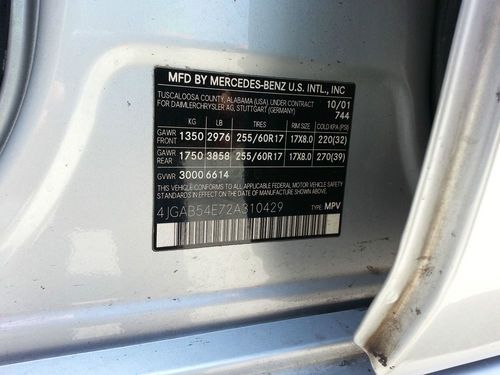 MFD BY MERCEDES-BENZ U.S. INTL., INC
TUSCALOOSA COUNTY, ALABAMA (USA) UNDER CONTRACT 10/01
FOR DAIMLERCHRYSLER AG, STUTTGART (GERMANY) 744
KG LB TIRES RIM SIZE COLD KPA (PSI)
GAWR FRONT 1350 2976 255/60R17 17X8.0 220(32)
GAWR REAR 1750 3858 255/60R17 17X8.0 270(39)
GVWR 3000 6614
THIS VEHICLE CONFORMS TO ALL APPLICABLE FEDERAL MOTOR VEHICLE
SAFETY STANDARDS IN EFFECT ON THE DATE OF MANUFACTURE SHOWN ABOVE.
4JGAB54E72A310429 TYPE: MPV